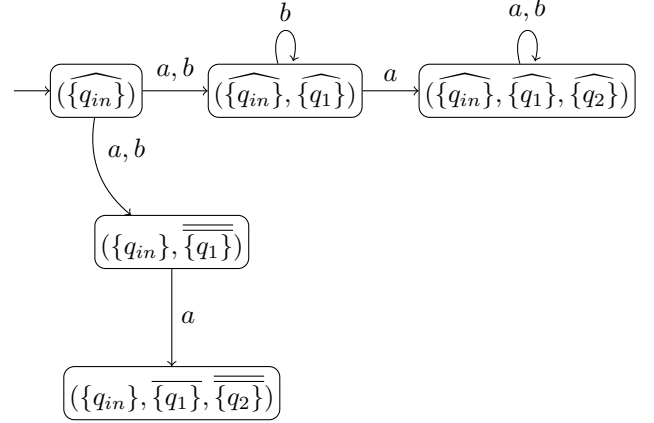 b
a, b
a, b
a
({q_in}^)
({q_in}^, {q_1}^)
({q_in}^, {q_1}^, {q_2}^)
a, b
({q_in}, {q_1}̿)
a
({q_in}, {q_1}̅, {q_2}̿)